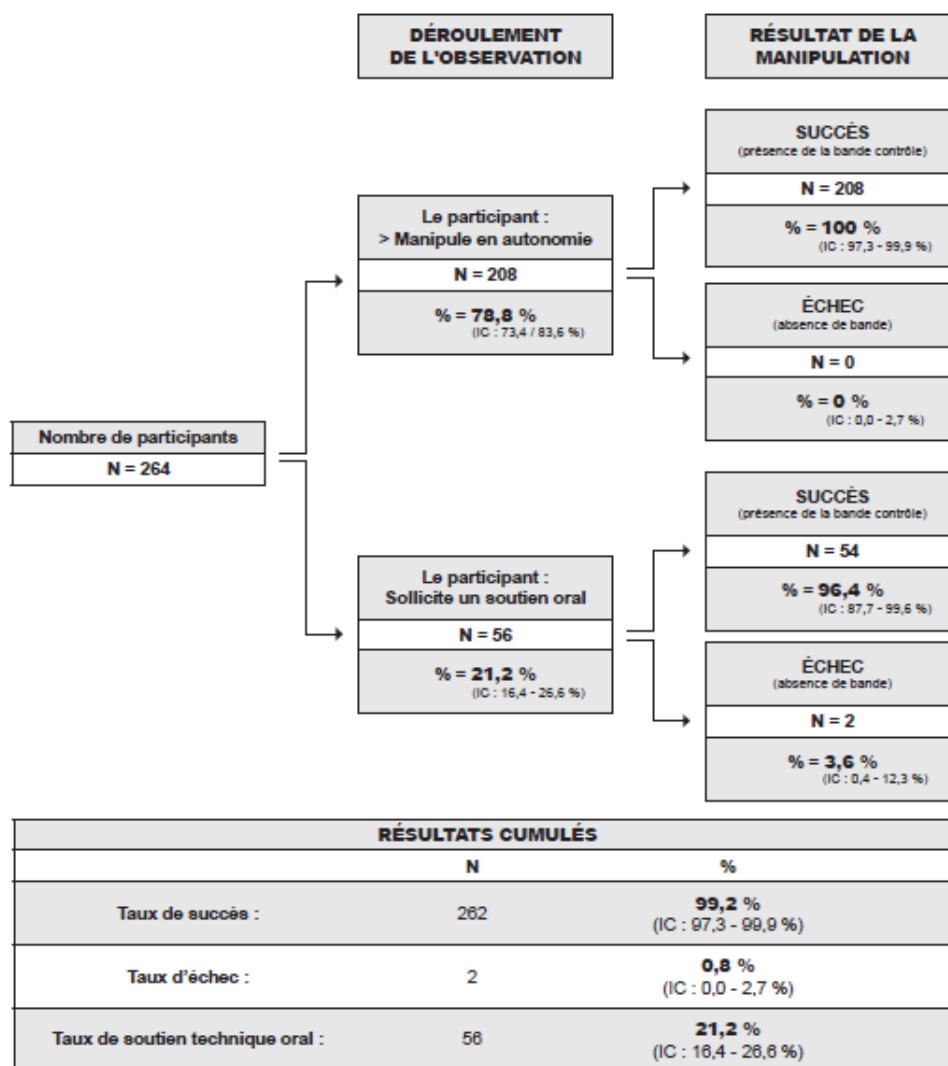 DÉROULEMENT
DE L'OBSERVATION
RÉSULTAT DE LA
MANIPULATION
SUCCÈS
(présence de la bande contrôle)
N = 208
% = 100 %
(IC : 97,3 - 99,9 %)
Le participant :
> Manipule en autonomie
N = 208
% = 78,8 %
(IC : 73,4 / 83,6 %)
ÉCHEC
(absence de bande)
N = 0
% = 0 %
(IC : 0,0 - 2,7 %)
Nombre de participants
N = 264
SUCCÈS
(présence de la bande contrôle)
N = 54
% = 96,4 %
(IC : 87,7 - 99,6 %)
Le participant :
Sollicite un soutien oral
N = 56
% = 21,2 %
(IC : 16,4 - 26,6 %)
ÉCHEC
(absence de bande)
N = 2
% = 3,6 %
(IC : 0,4 - 12,3 %)
RÉSULTATS CUMULÉS
N %
Taux de succès : 262 99,2 %
(IC : 97,3 - 99,9 %)
Taux d'échec : 2 0,8 %
(IC : 0,0 - 2,7 %)
Taux de soutien technique oral : 56 21,2 %
(IC : 16,4 - 26,6 %)